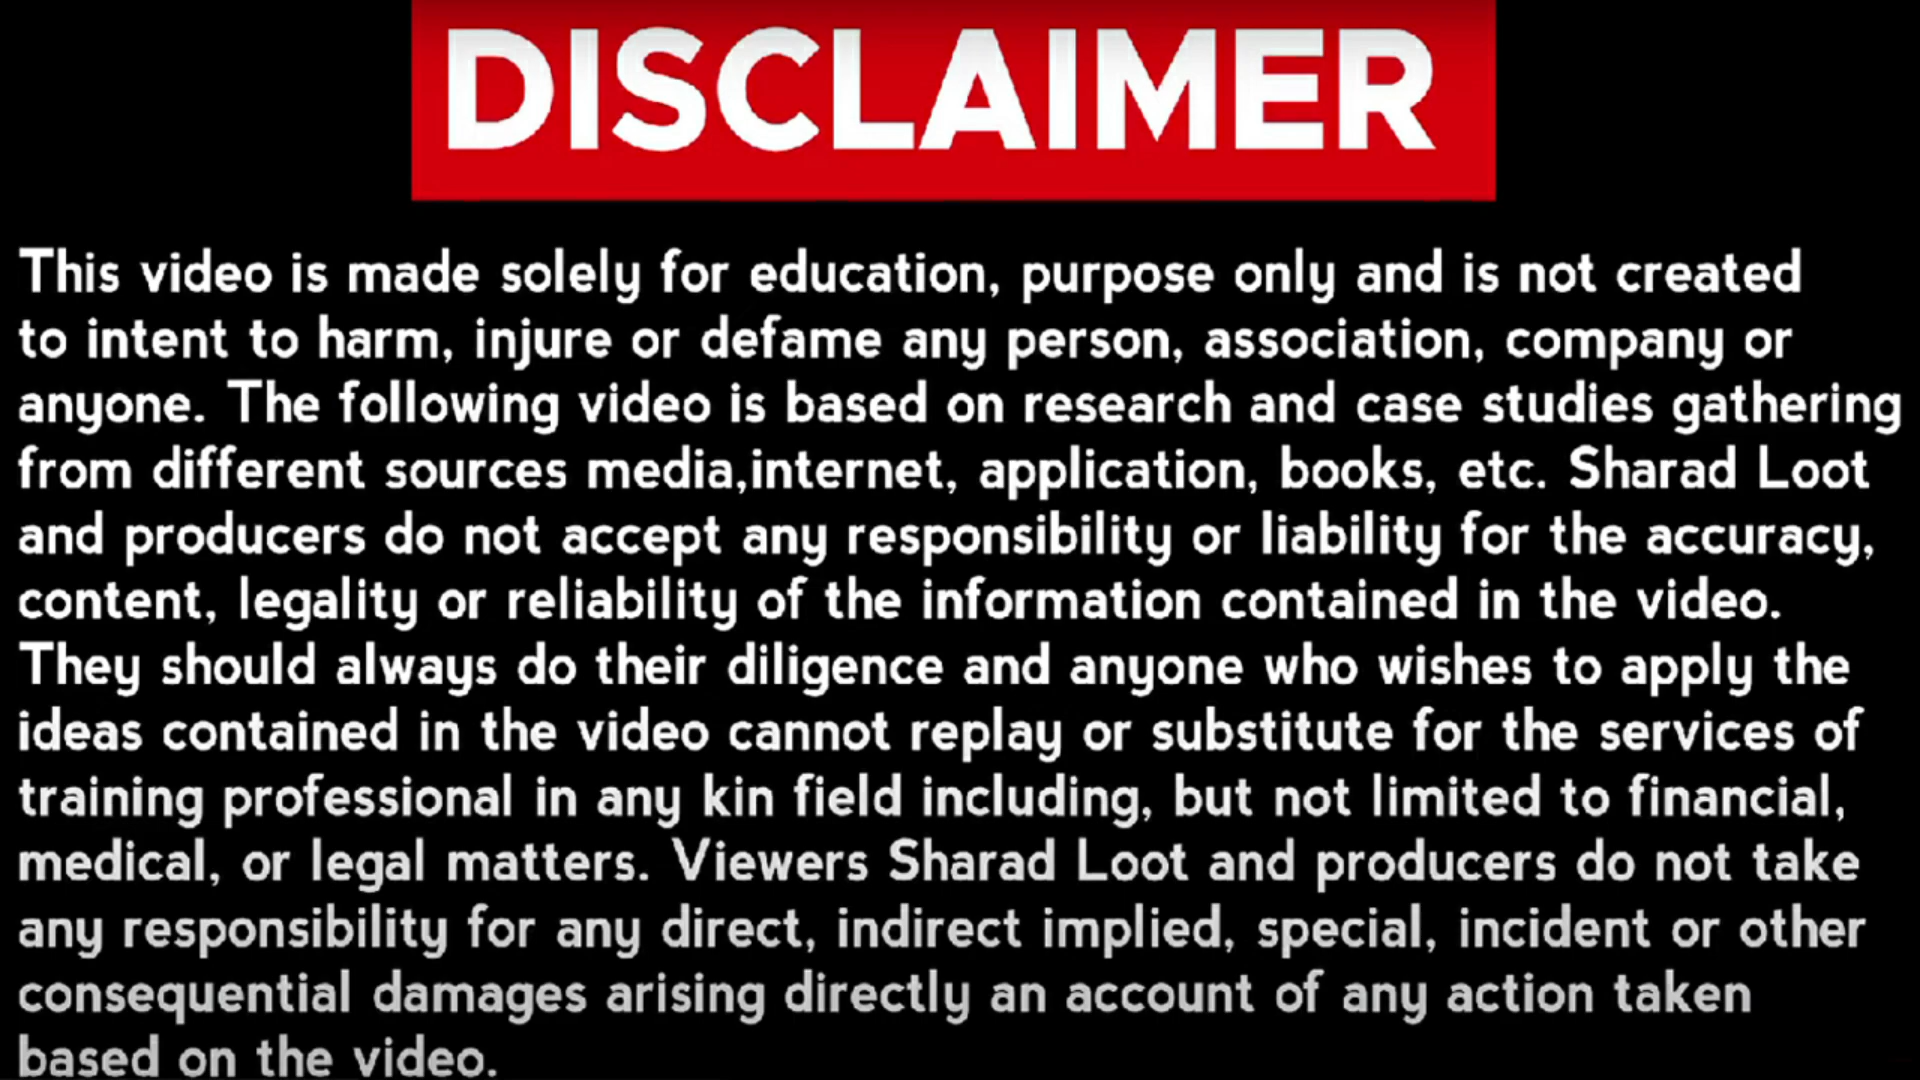 DISCLAIMER
This video is made solely for education, purpose only and is not created
to intent to harm, injure or defame any person, association, company or
anyone. The following video is based on research and case studies gathering
from different sources media,internet, application, books, etc. Sharad Loot
and producers do not accept any responsibility or liability for the accuracy,
content, legality or reliability of the information contained in the video.
They should always do their diligence and anyone who wishes to apply the
ideas contained in the video cannot replay or substitute for the services of
training professional in any kin field including, but not limited to financial,
medical, or legal matters. Viewers Sharad Loot and producers do not take
any responsibility for any direct, indirect implied, special, incident or other
consequential damages arising directly an account of any action taken
based on the video.